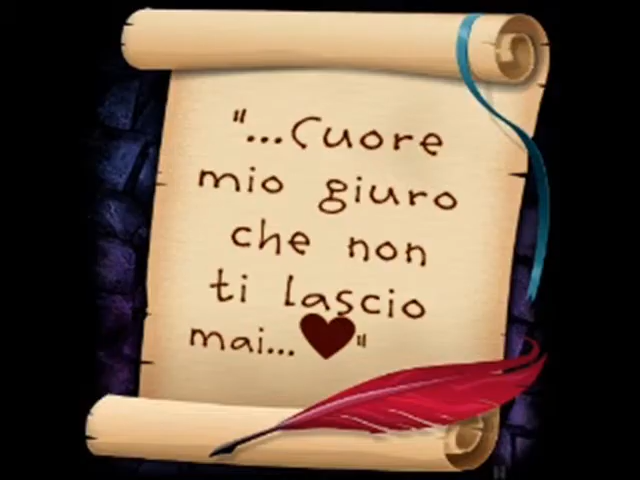 "...Cuore
mio giuro
che non
ti lascio
mai...♥"